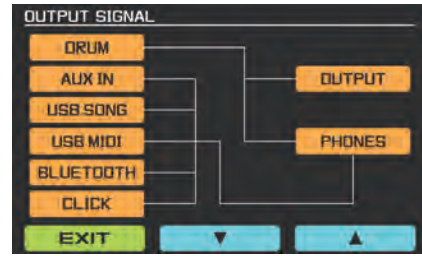 OUTPUT SIGNAL
DRUM
AUX IN
OUTPUT
USB SONG
USB MIDI
PHONES
BLUETOOTH
CLICK
EXIT
▼
▲